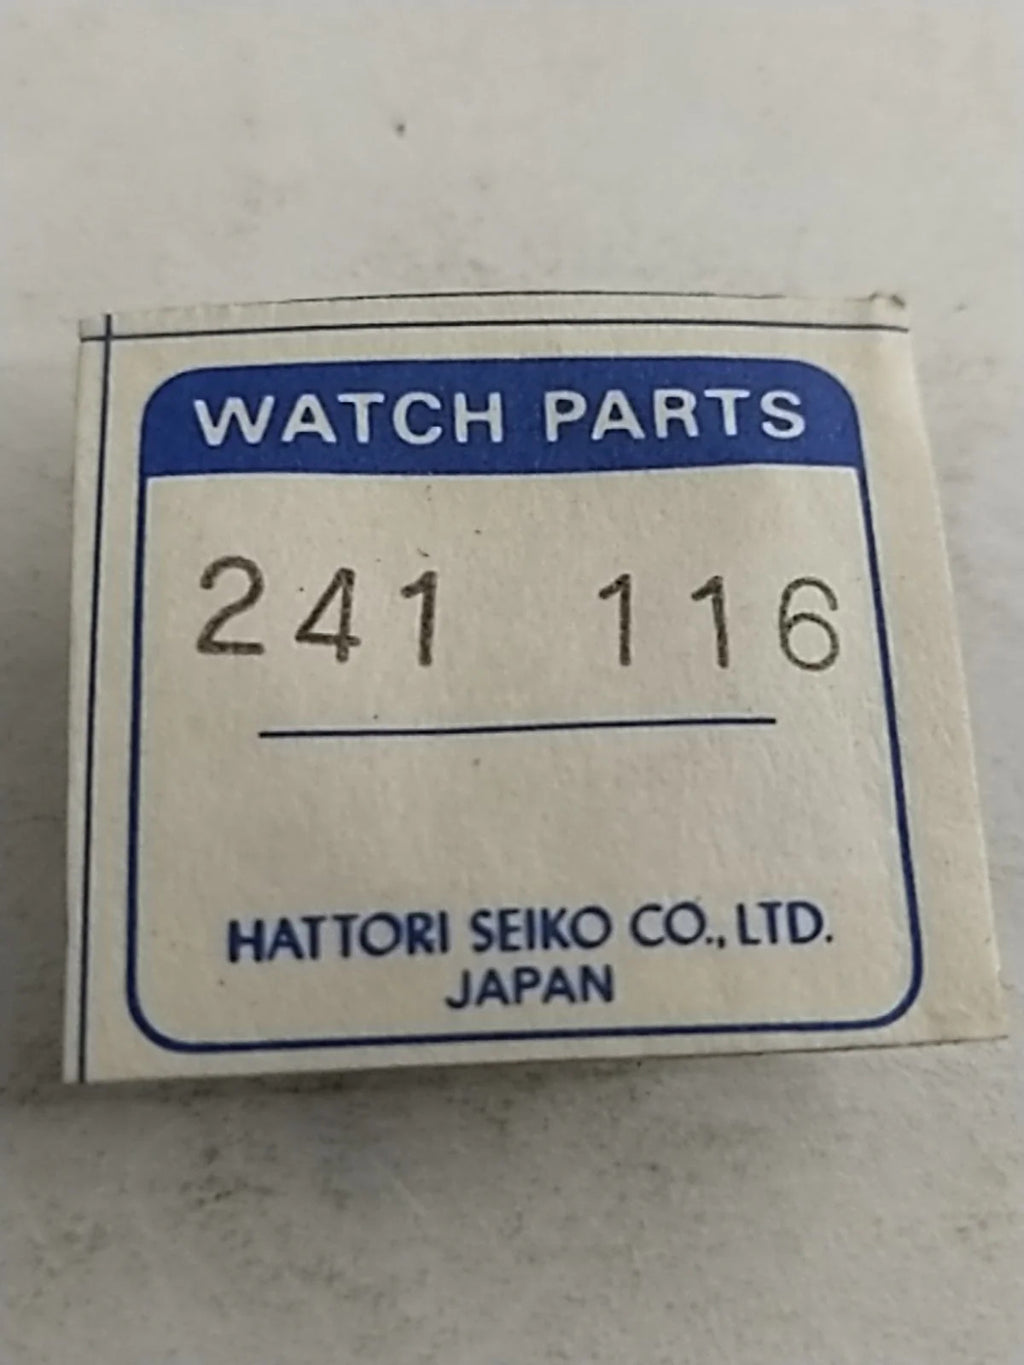 WATCH PARTS
241 116
HATTORI SEIKO CO., LTD.
JAPAN